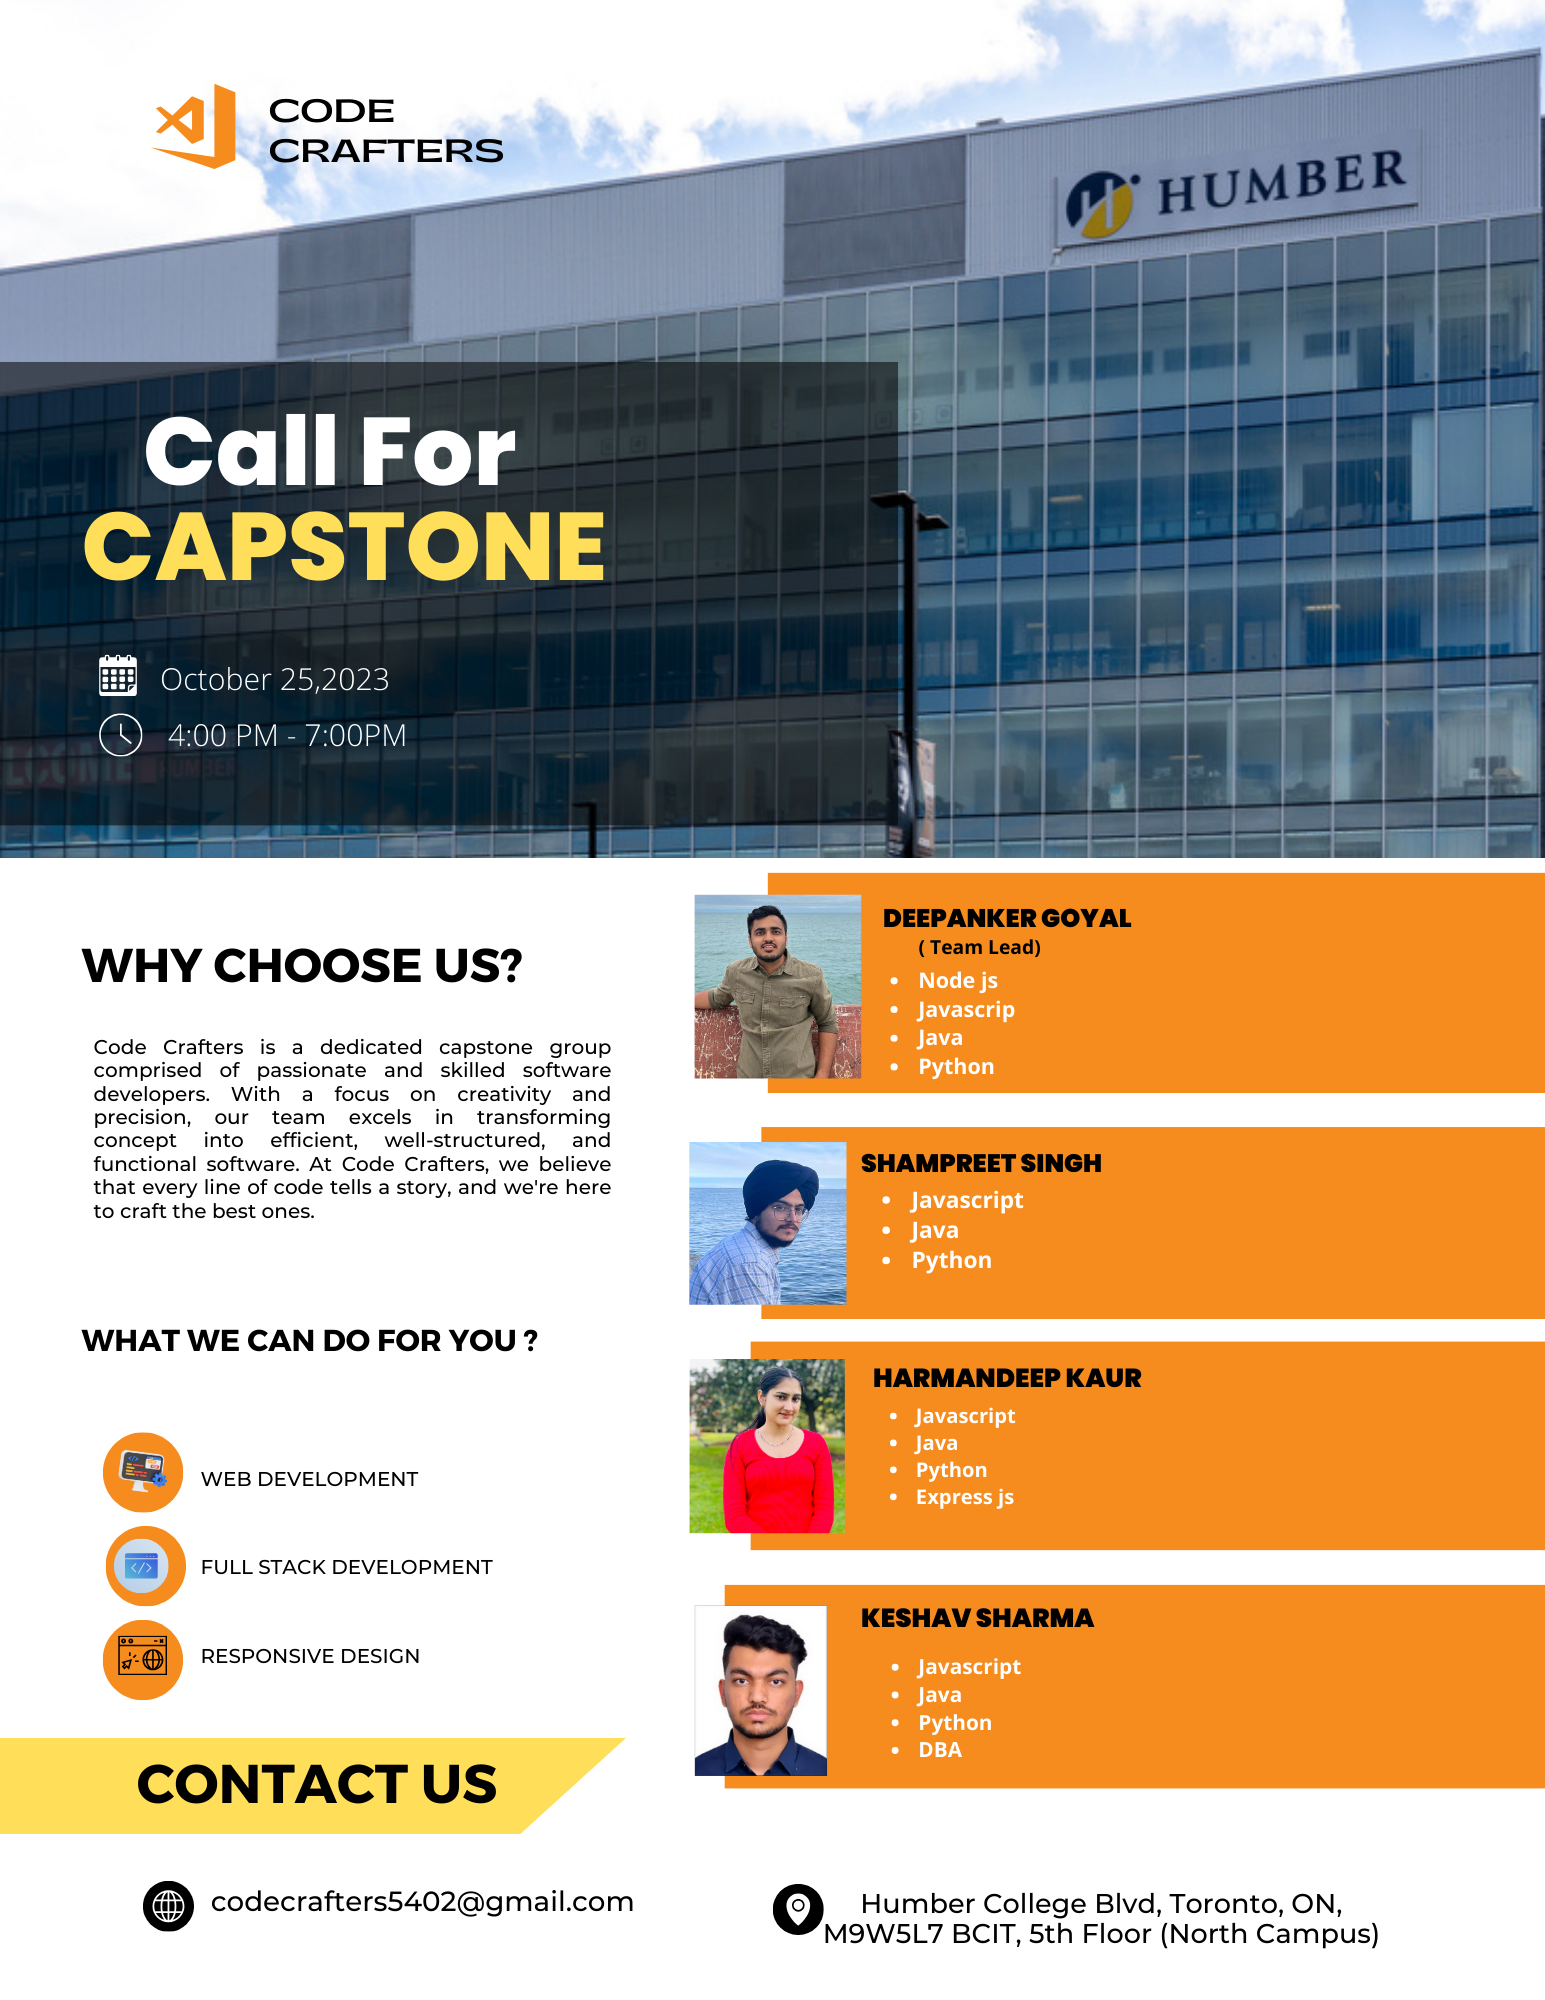 CODE
CRAFTERS
HUMBER
Call For
CAPSTONE
October 25,2023
4:00 PM - 7:00PM
WHY CHOOSE US?
Code Crafters is a dedicated capstone group
comprised of passionate and skilled software
developers. With a focus on creativity and
precision, our team excels in transforming
concept into efficient, well-structured, and
functional software. At Code Crafters, we believe
that every line of code tells a story, and we're here
to craft the best ones.
WHAT WE CAN DO FOR YOU ?
WEB DEVELOPMENT
FULL STACK DEVELOPMENT
RESPONSIVE DESIGN
DEEPANKER GOYAL
( Team Lead)
• Node js
• Javascrip
• Java
• Python
SHAMPREET SINGH
• Javascript
• Java
• Python
HARMANDEEP KAUR
• Javascript
• Java
• Python
• Express js
KESHAV SHARMA
• Javascript
• Java
• Python
• DBA
CONTACT US
codecrafters5402@gmail.com
Humber College Blvd, Toronto, ON,
M9W5L7 BCIT, 5th Floor (North Campus)